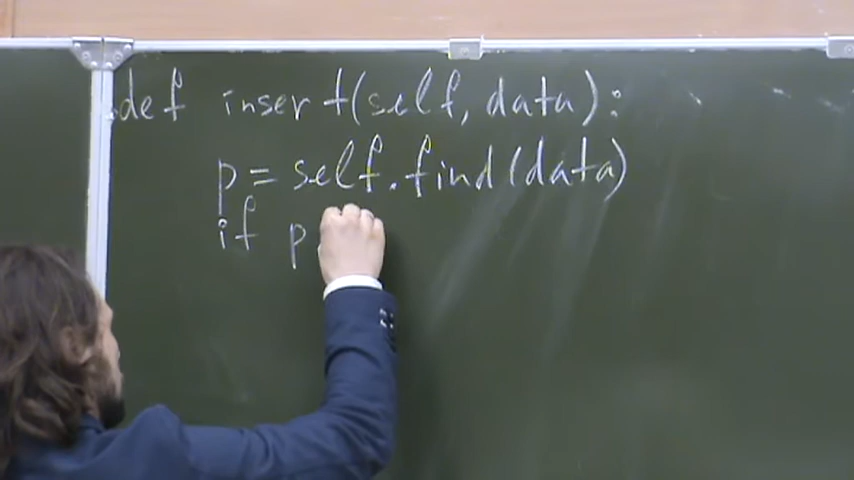 def insert(self, data):
p = self.find(data)
if p